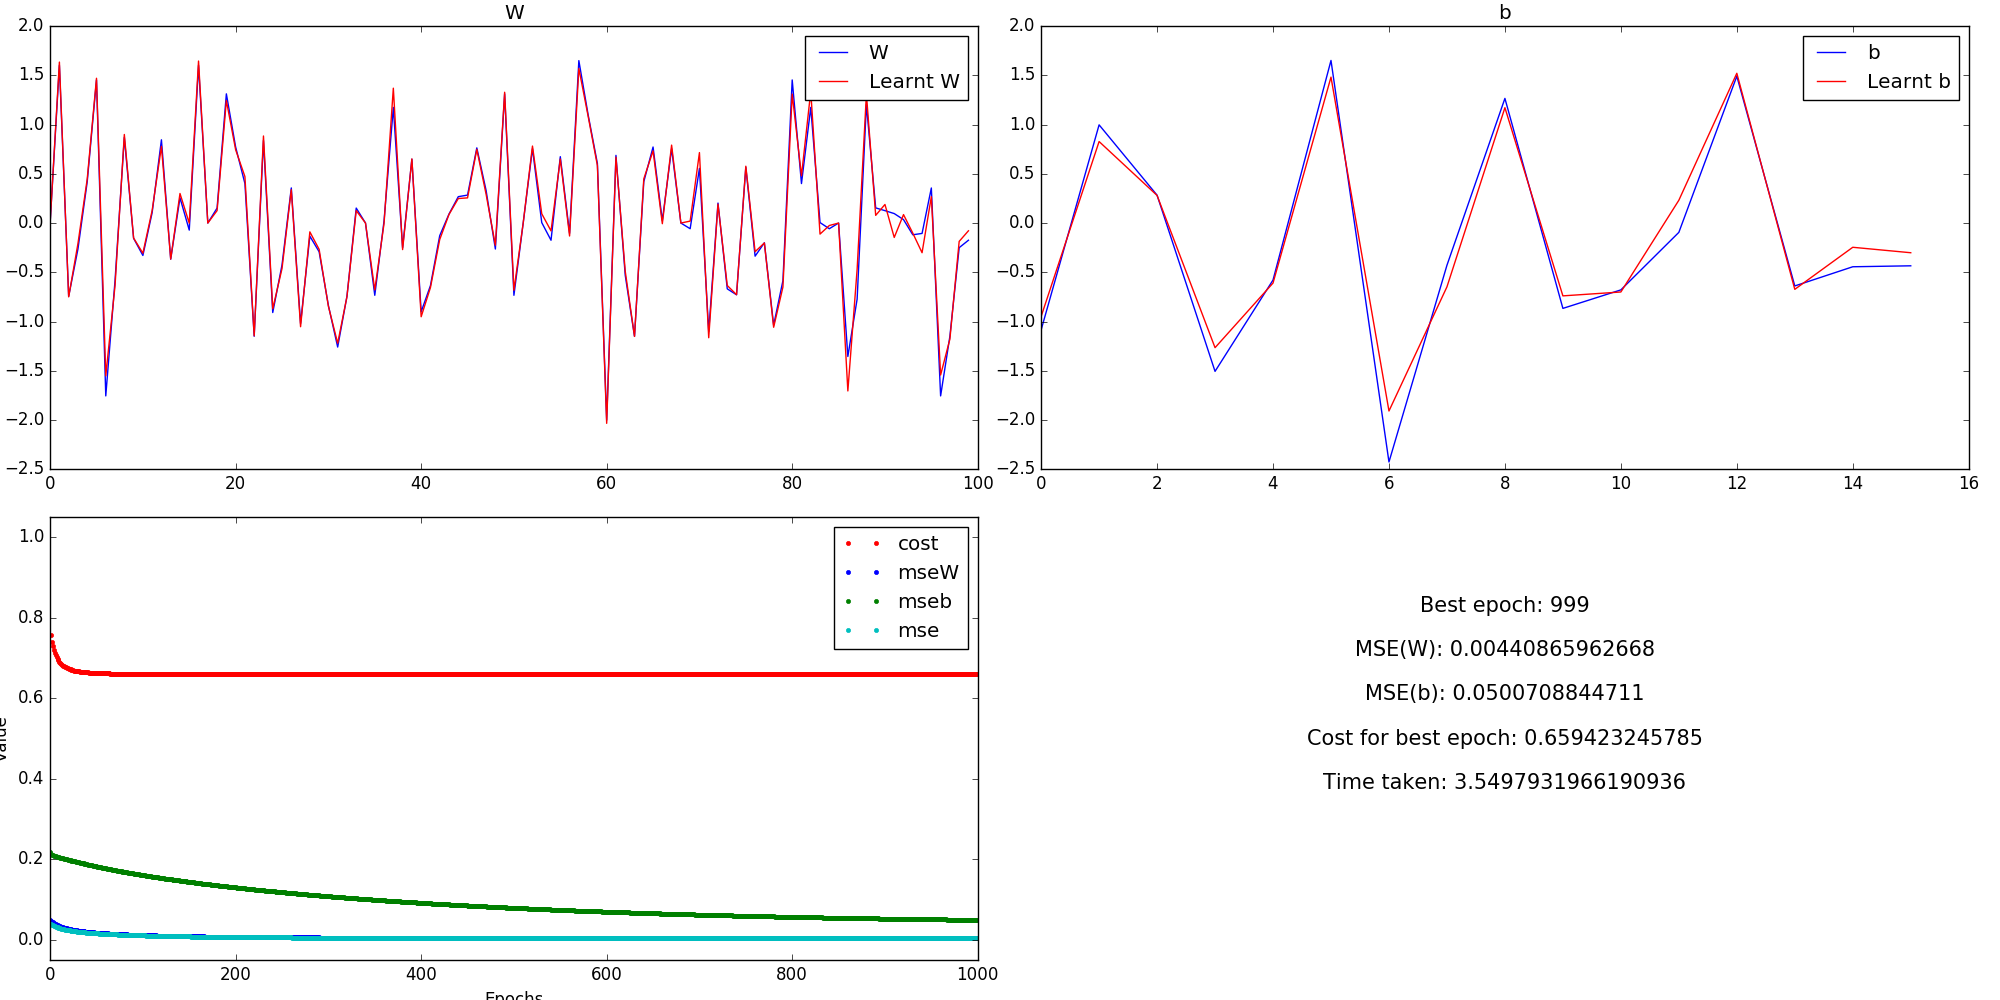 W
2.0
1.5
1.0
0.5
0.0
−0.5
−1.0
−1.5
−2.0
−2.5
0 20 40 60 80 100
W
Learnt W
b
2.0
1.5
1.0
0.5
0.0
−0.5
−1.0
−1.5
−2.0
−2.5
0 2 4 6 8 10 12 14 16
b
Learnt b
1.0
0.8
0.6
0.4
0.2
0.0
0 200 400 600 800 1000
Value
Epochs
cost
mseW
mseb
mse
Best epoch: 999
MSE(W): 0.00440865962668
MSE(b): 0.0500708844711
Cost for best epoch: 0.659423245785
Time taken: 3.5497931966190936